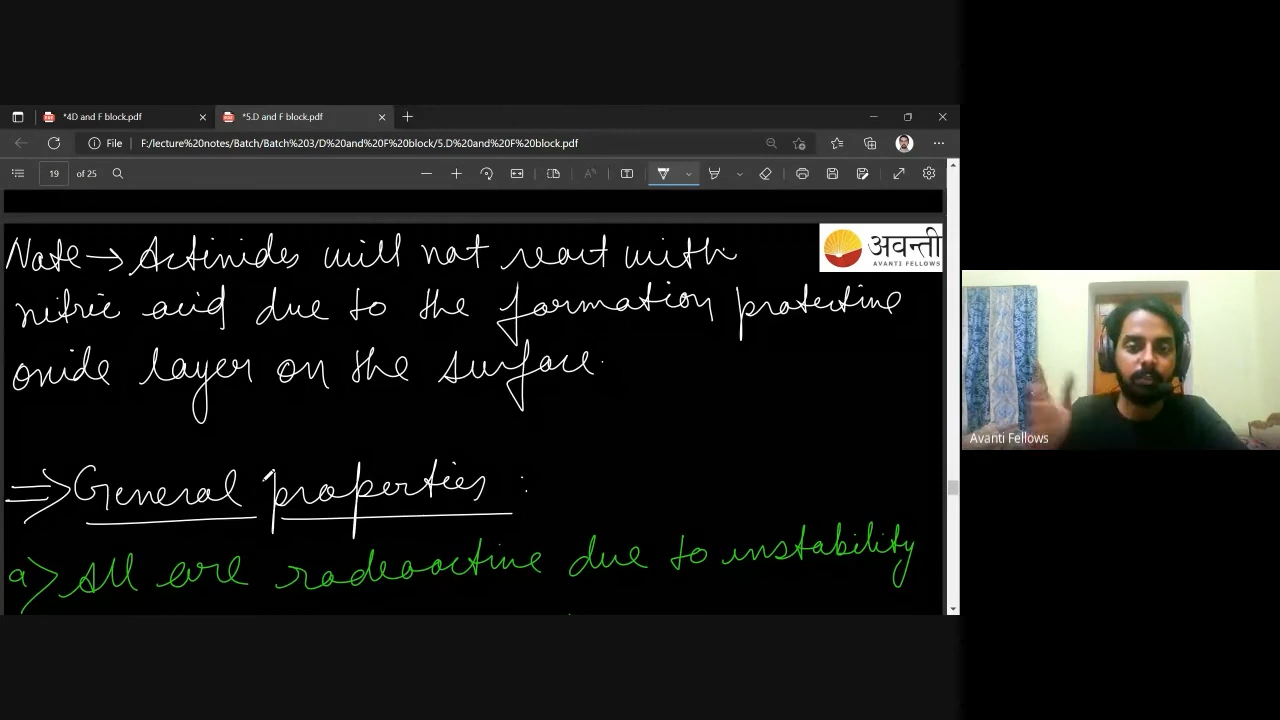 *4D and F block.pdf
*5.D and F block.pdf
File
F:/lecture%20notes/Batch/Batch%203/D%20and%20F%20block/5.D%20and%20F%20block.pdf
19 of 25
Note → Actinides will not react with
nitric acid due to the formation protective
oxide layer on the surface.
अवन्ती
AVANTI FELLOWS
⇒ General properties :
a> All are radeoactive due to instability
Avanti Fellows